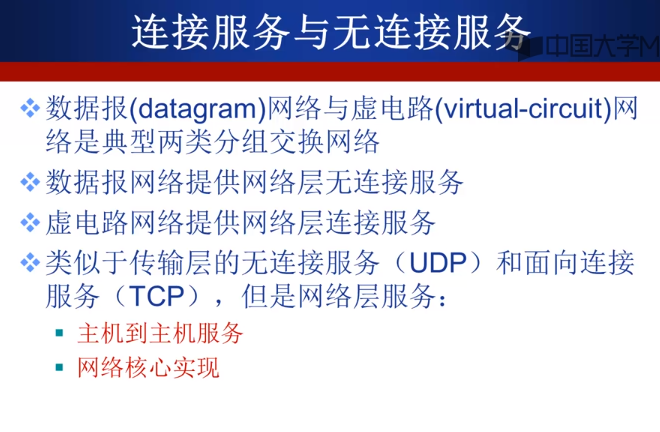 连接服务与无连接服务
中国大学M
数据报(datagram)网络与虚电路(virtual-circuit)网
络是典型两类分组交换网络
数据报网络提供网络层无连接服务
虚电路网络提供网络层连接服务
类似于传输层的无连接服务（UDP）和面向连接
服务（TCP），但是网络层服务：
主机到主机服务
网络核心实现